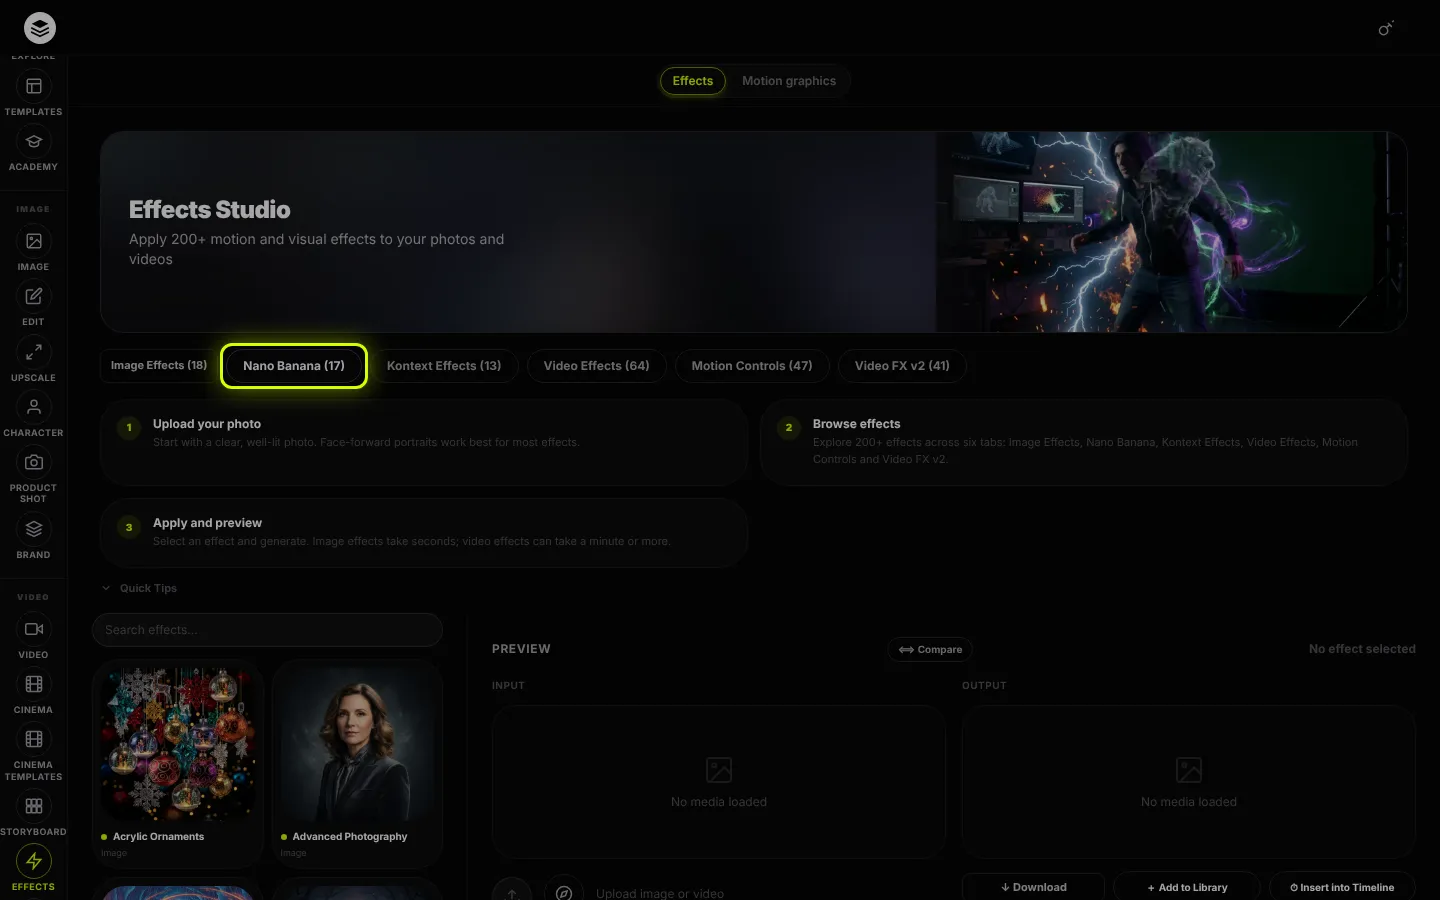 Effects
Motion graphics
EXPLORE
TEMPLATES
ACADEMY
IMAGE
IMAGE
EDIT
UPSCALE
CHARACTER
PRODUCT
SHOT
BRAND
VIDEO
VIDEO
CINEMA
CINEMA
TEMPLATES
STORYBOARD
EFFECTS
Effects Studio
Apply 200+ motion and visual effects to your photos and
videos
Image Effects (18)
Nano Banana (17)
Kontext Effects (13)
Video Effects (64)
Motion Controls (47)
Video FX v2 (41)
1
Upload your photo
Start with a clear, well-lit photo. Face-forward portraits work best for most effects.
2
Browse effects
Explore 200+ effects across six tabs: Image Effects, Nano Banana, Kontext Effects, Video Effects, Motion
Controls and Video FX v2.
3
Apply and preview
Select an effect and generate. Image effects take seconds; video effects can take a minute or more.
Quick Tips
Search effects...
Acrylic Ornaments
Image
Advanced Photography
Image
PREVIEW
Compare
No effect selected
INPUT
OUTPUT
No media loaded
No media loaded
Upload image or video
Download
+ Add to Library
Insert into Timeline